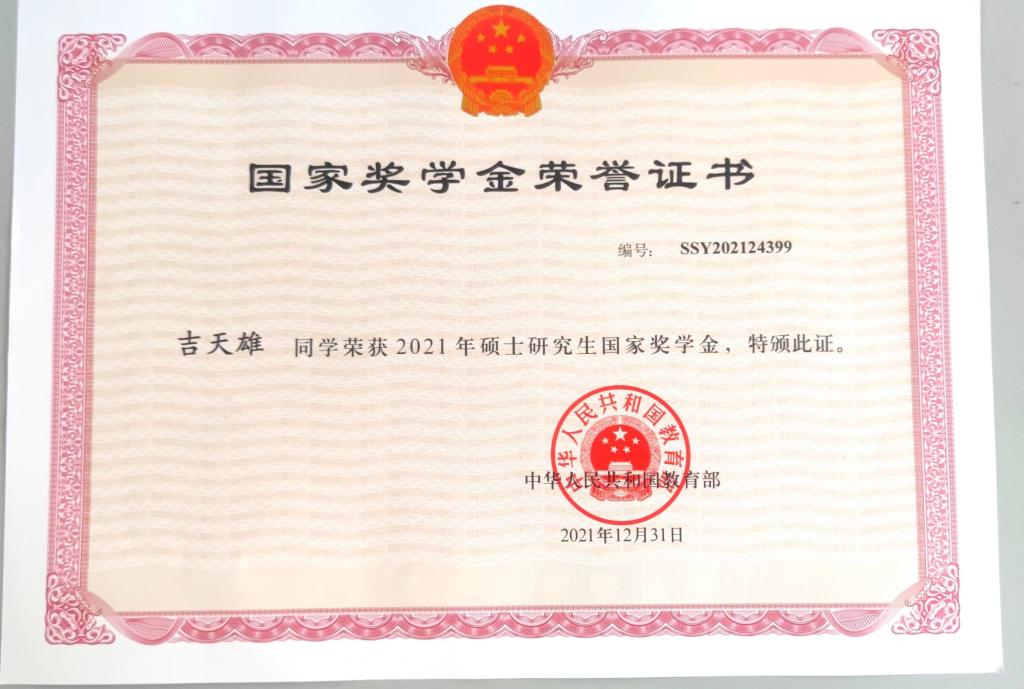 国家奖学金荣誉证书
编号： SSY202124399
吉天雄 同学荣获2021年硕士研究生国家奖学金，特颁此证。
中华人民共和国教育部
中华人民共和国教育部
2021年12月31日